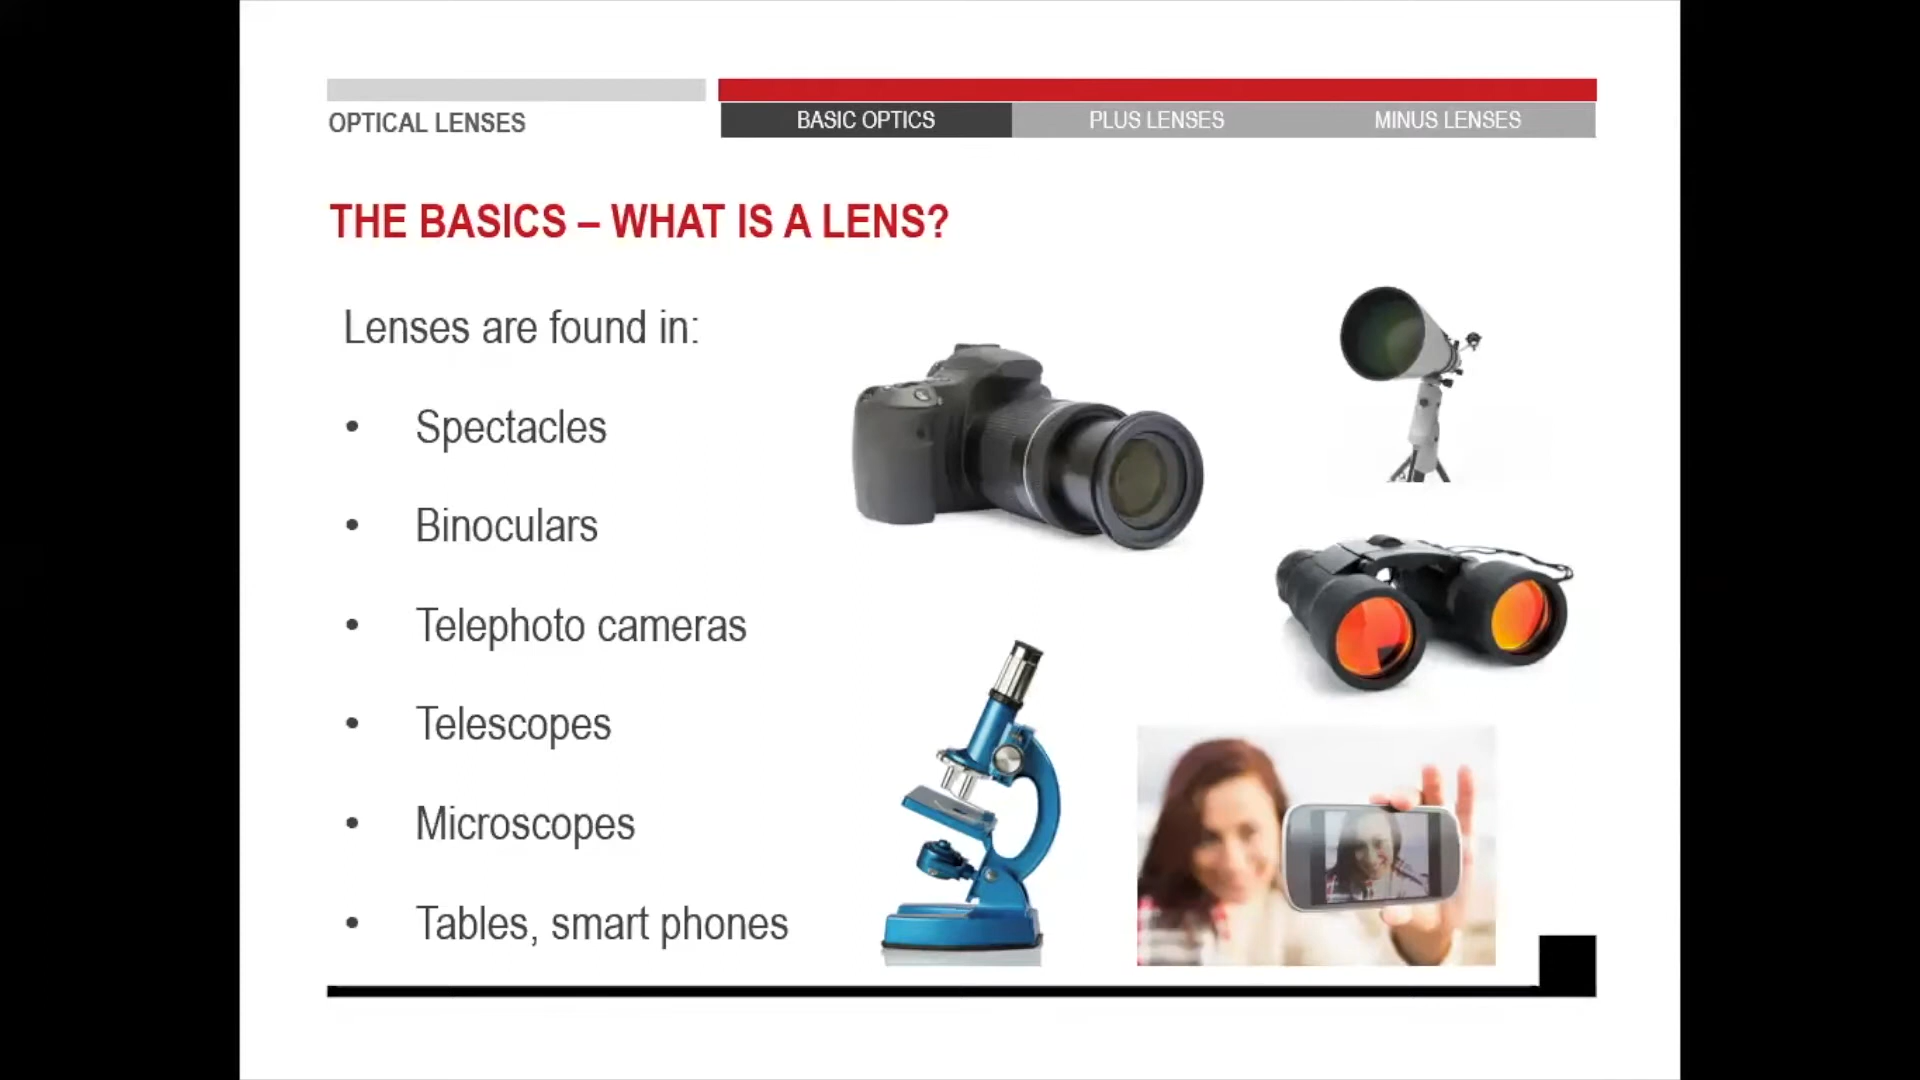 OPTICAL LENSES
BASIC OPTICS
PLUS LENSES
MINUS LENSES
THE BASICS – WHAT IS A LENS?
Lenses are found in:
• Spectacles
• Binoculars
• Telephoto cameras
• Telescopes
• Microscopes
• Tables, smart phones